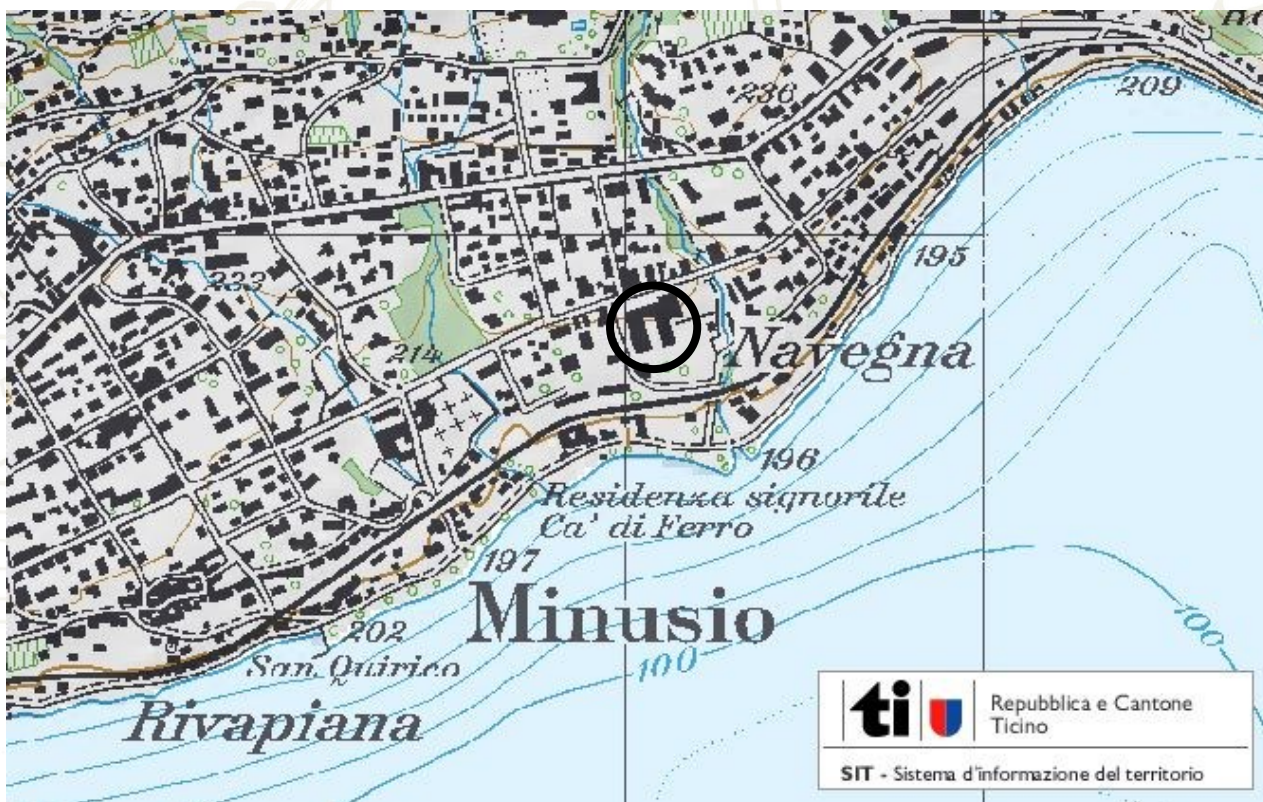 236
209
195
233
214
Navegna
196
Residenza signorile
Ca' di Ferro
197
Minusio
202
100
100
San Quirico
Rivapiana
ti
Repubblica e Cantone
Ticino
SIT - Sistema d'informazione del territorio